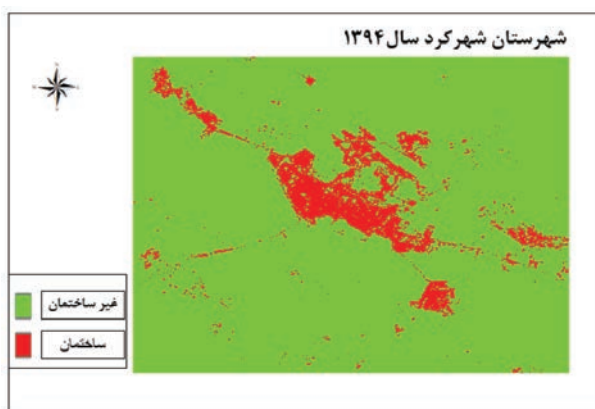 شهرستان شهرکرد سال ۱۳۹۴
غیر ساختمان
ساختمان